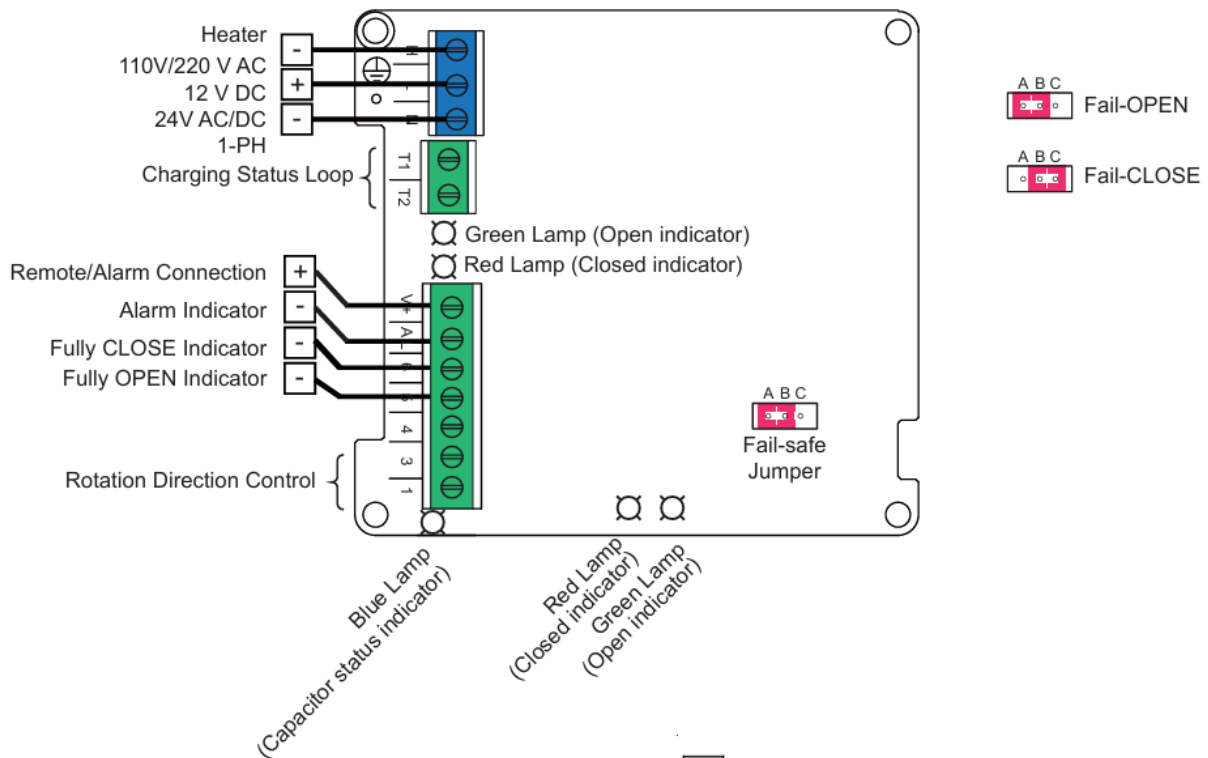 Heater
110V/220 V AC
12 V DC
24V AC/DC
1-PH
-
+
-
H
L
N
Charging Status Loop
T1
T2
Green Lamp (Open indicator)
Red Lamp (Closed indicator)
Remote/Alarm Connection
Alarm Indicator
Fully CLOSE Indicator
Fully OPEN Indicator
+
-
-
-
V+
A-
6
5
4
3
1
Rotation Direction Control
A B C
Fail-OPEN
A B C
Fail-CLOSE
A B C
Fail-safe
Jumper
Blue Lamp
(Capacitor status indicator)
Red Lamp
(Closed indicator)
Green Lamp
(Open indicator)